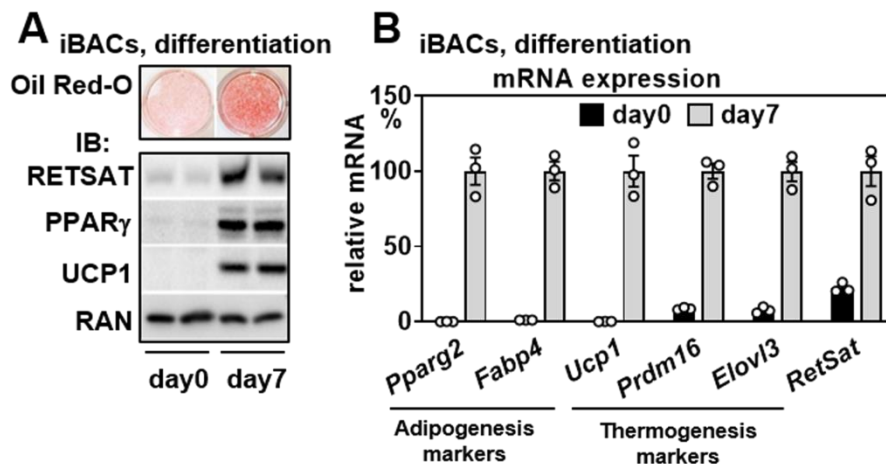 A
iBACs, differentiation
Oil Red-O
IB:
RETSAT
PPARγ
UCP1
RAN
day0 day7
B
iBACs, differentiation
mRNA expression
day0 day7
relative mRNA
%
150
100
50
0
Pparg2 Fabp4 Ucp1 Prdm16 Elovl3 RetSat
Adipogenesis
markers
Thermogenesis
markers